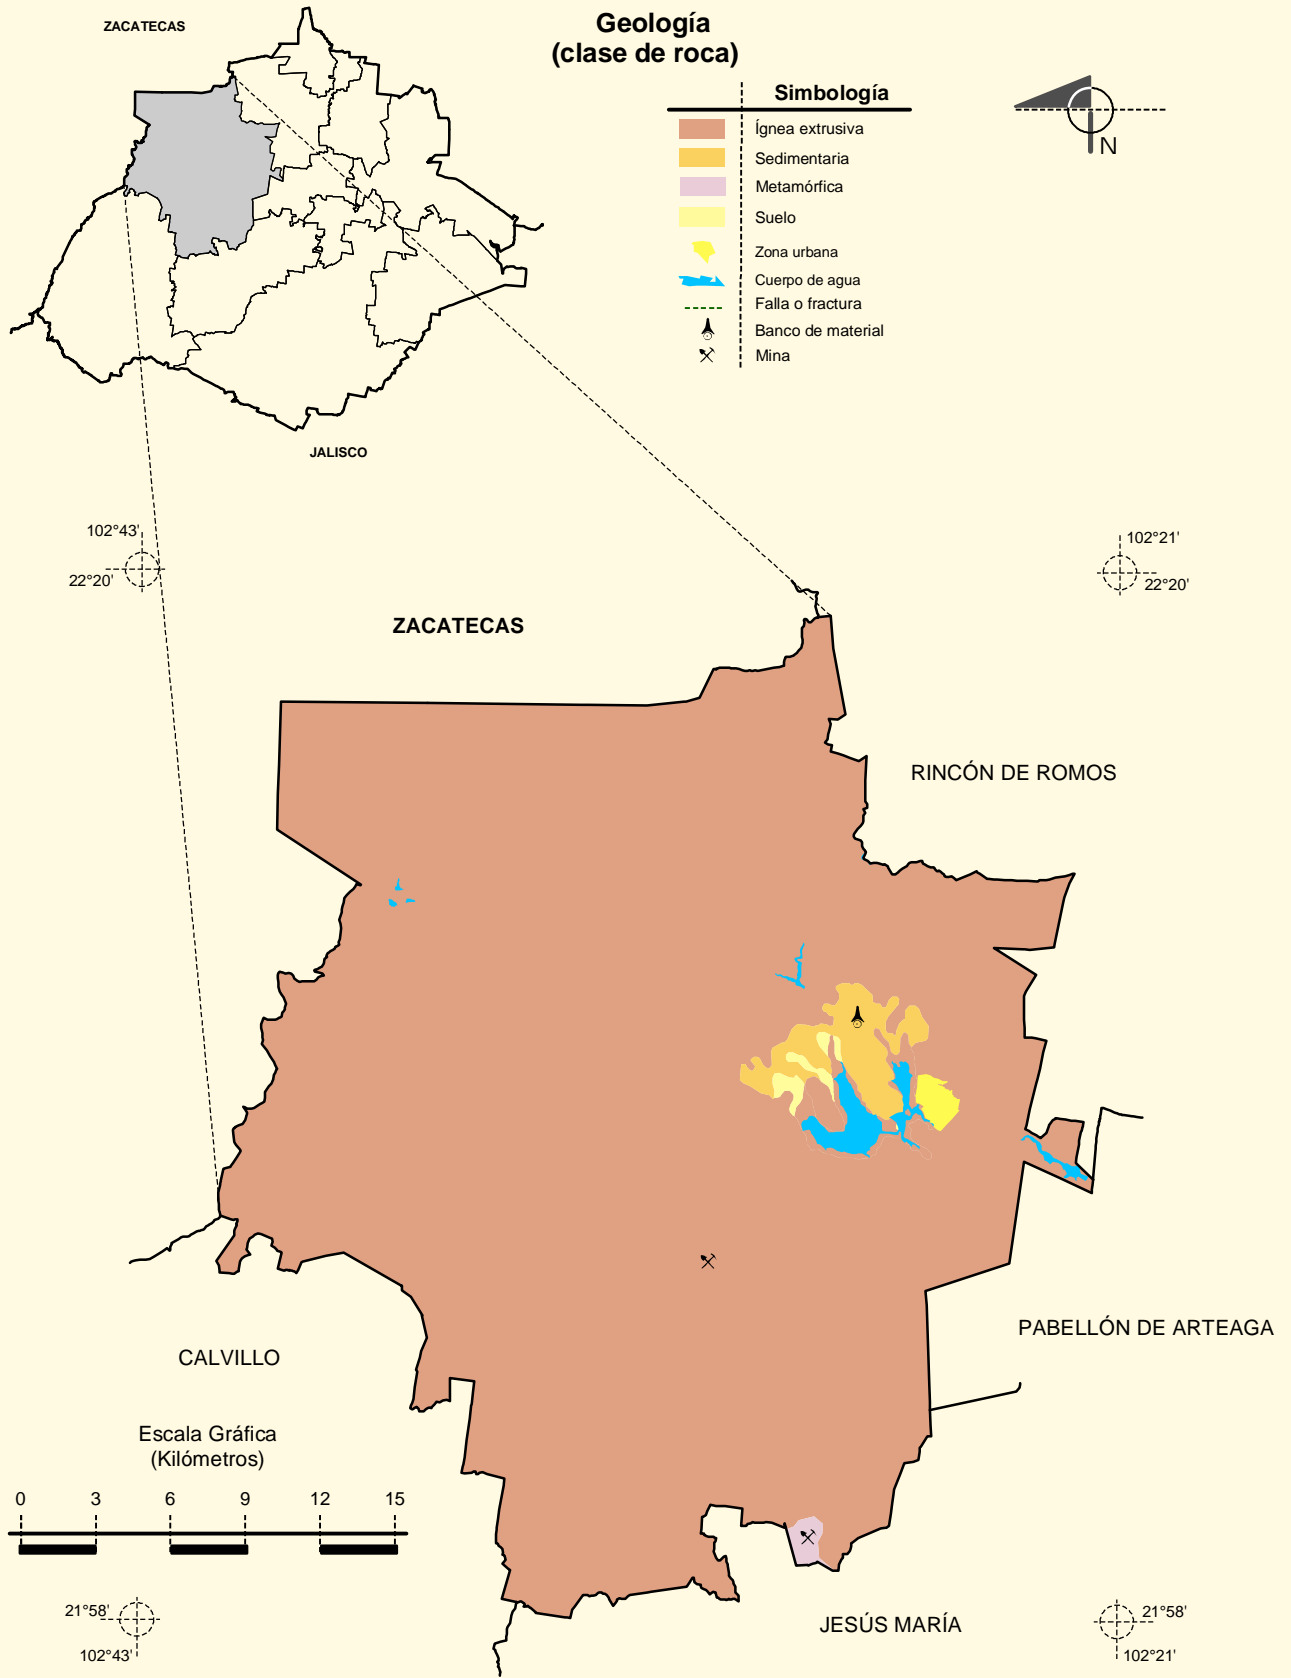 Geología
(clase de roca)
ZACATECAS
Simbología
Ígnea extrusiva
Sedimentaria
Metamórfica
Suelo
Zona urbana
Cuerpo de agua
Falla o fractura
Banco de material
Mina
N
JALISCO
102°43'
22°20'
102°21'
22°20'
ZACATECAS
RINCÓN DE ROMOS
PABELLÓN DE ARTEAGA
CALVILLO
Escala Gráfica
(Kilómetros)
0 3 6 9 12 15
21°58'
102°43'
JESÚS MARÍA
21°58'
102°21'